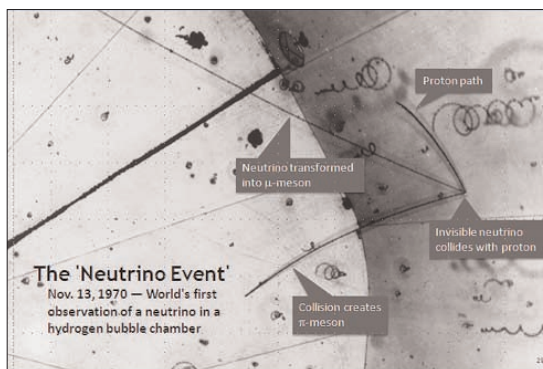 Proton path
Neutrino transformed
into μ-meson
Invisible neutrino
collides with proton
The 'Neutrino Event'
Nov. 13, 1970 — World's first
observation of a neutrino in a
hydrogen bubble chamber
Collision creates
π-meson